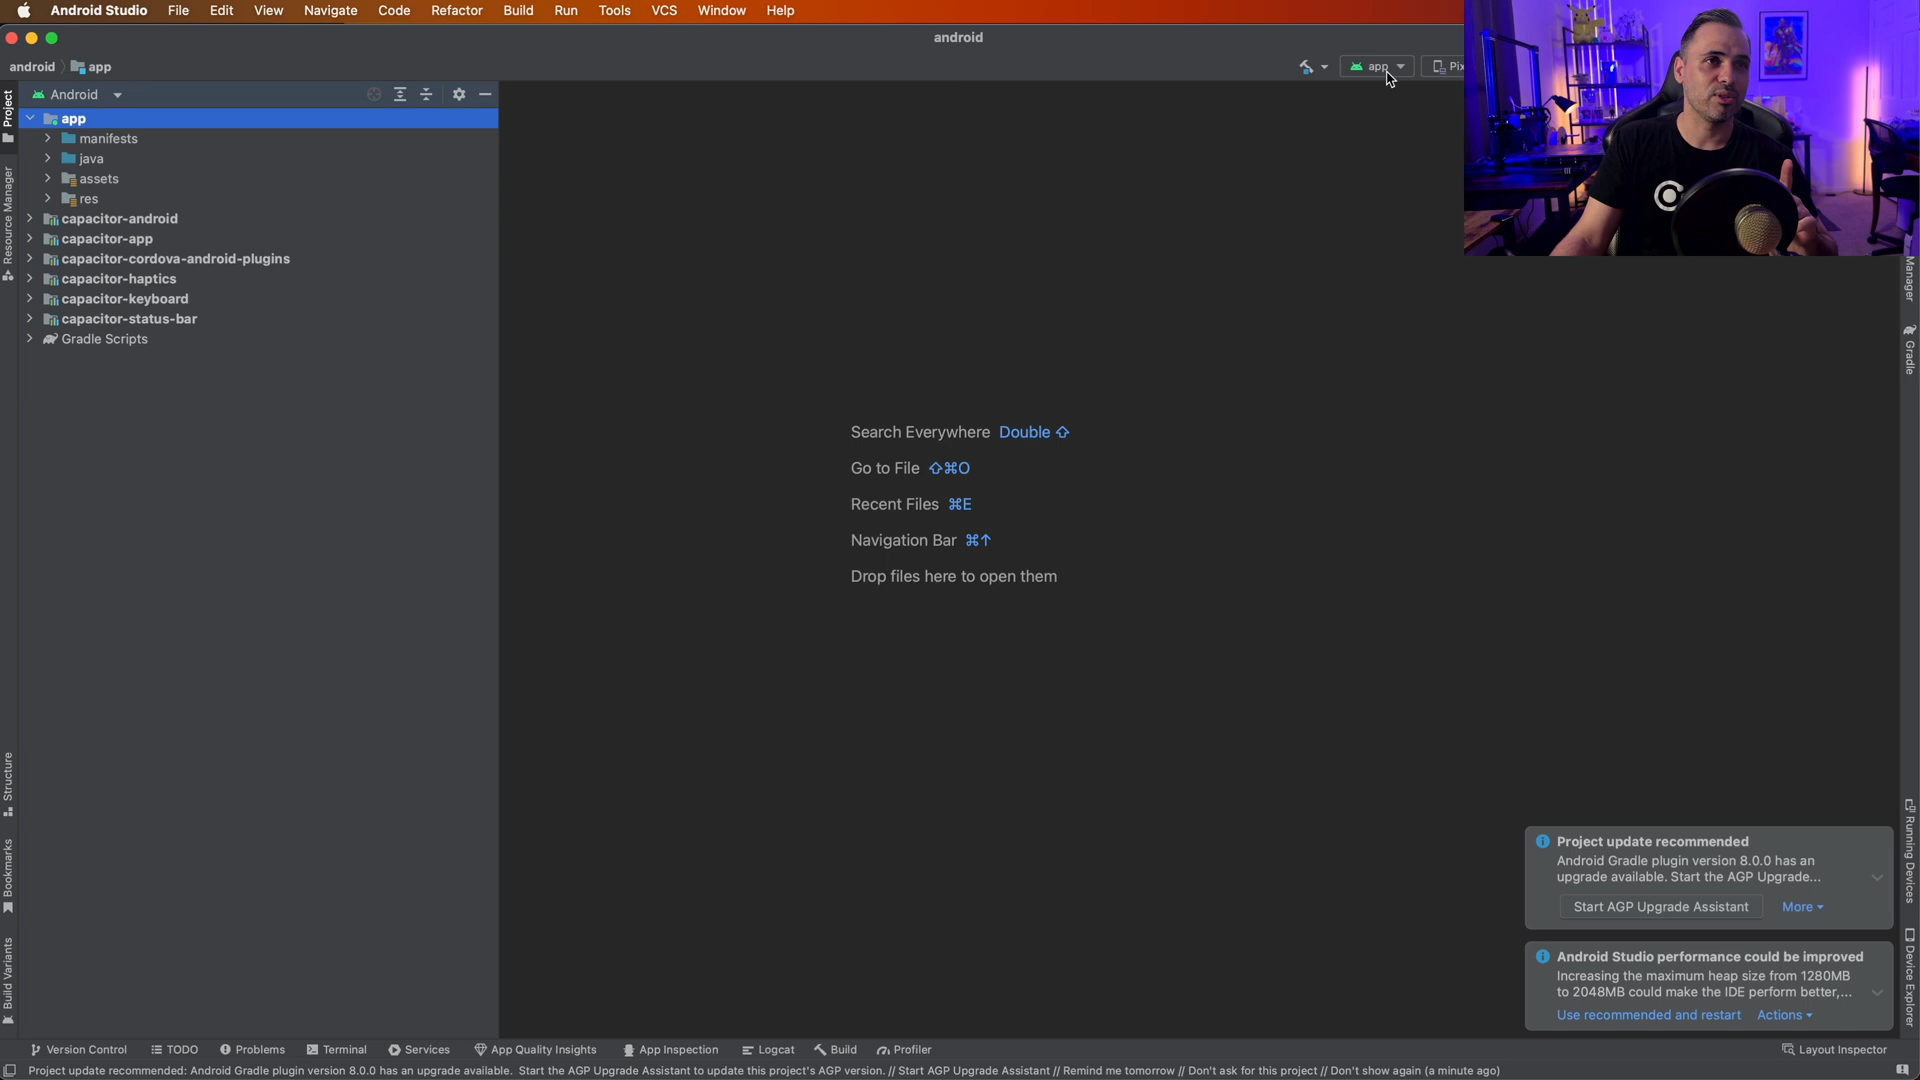 Android Studio File Edit View Navigate Code Refactor Build Run Tools VCS Window Help
android
android app
app Pix
Project
Android
app
manifests
java
assets
res
capacitor-android
capacitor-app
capacitor-cordova-android-plugins
capacitor-haptics
capacitor-keyboard
capacitor-status-bar
Gradle Scripts
Resource Manager
Structure
Bookmarks
Build Variants
Search Everywhere Double ⇧
Go to File ⇧⌘O
Recent Files ⌘E
Navigation Bar ⌘↑
Drop files here to open them
Manager
Gradle
Running Devices
Device Explorer
Project update recommended
Android Gradle plugin version 8.0.0 has an
upgrade available. Start the AGP Upgrade...
Start AGP Upgrade Assistant More
Android Studio performance could be improved
Increasing the maximum heap size from 1280MB
to 2048MB could make the IDE perform better,...
Use recommended and restart Actions
Version Control TODO Problems Terminal Services App Quality Insights App Inspection Logcat Build Profiler Layout Inspector
Project update recommended: Android Gradle plugin version 8.0.0 has an upgrade available. Start the AGP Upgrade Assistant to update this project's AGP version. // Start AGP Upgrade Assistant // Remind me tomorrow // Don't ask for this project // Don't show again (a minute ago)